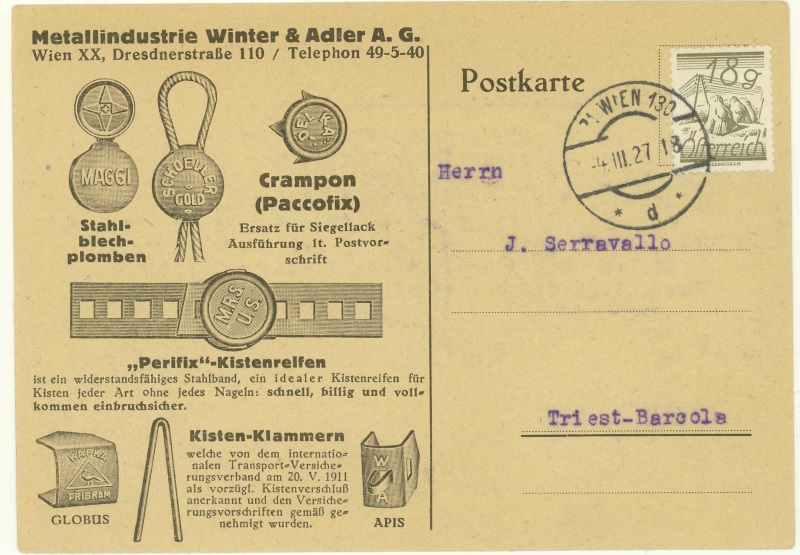 Metallindustrie Winter & Adler A. G.
Wien XX, Dresdnerstraße 110 / Telephon 49-5-40
MAGGI
SCHOELLER
GOLD
Stahl-
blech-
plomben
Crampon
(Paccofix)
Ersatz für Siegellack
Ausführung lt. Postvor-
schrift
M.R.S.
U.S.
„Perifix“-Kistenreifen
ist ein widerstandsfähiges Stahlband, ein idealer Kistenreifen für
Kisten jeder Art ohne jedes Nageln: schnell, billig und voll-
kommen einbruchsicher.
KAFKA
PŘIBRAM
GLOBUS
Kisten-Klammern
welche von dem internatio-
nalen Transport-Versiche-
rungsverband am 20. V. 1911
als vorzügl. Kistenverschluß
anerkannt und den Versiche-
rungsvorschriften gemäß ge-
nehmigt wurden.
W
A
APIS
Postkarte
18g
Österreich
WIEN 130
-4.III.27 18
* d *
Herrn
J. Serravallo
Triest-Barcola